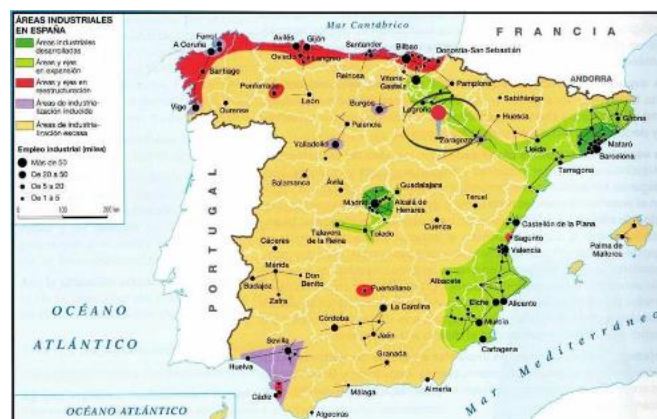 ÁREAS INDUSTRIALES
EN ESPAÑA
Áreas industriales
desarrolladas
Áreas y ejes
en expansión
Áreas y ejes en
reestructuración
Áreas de industria-
lización inducida
Áreas de industria-
lización escasa
Empleo industrial (miles)
Más de 50
De 20 a 50
De 5 a 20
De 1 a 5
0 100 200 km
Mar Cantábrico
FRANCIA
ANDORRA
PORTUGAL
OCÉANO
ATLÁNTICO
Mar Mediterráneo
OCÉANO ATLÁNTICO
Ferrol
A Coruña
Santiago
Vigo
Ourense
Ponferrada
Avilés
Gijón
Oviedo
Langreo
Santander
Reinosa
Bilbao
Donostia-San Sebastián
Vitoria-
Gasteiz
Pamplona
Logroño
León
Burgos
Palencia
Valladolid
Sabiñánigo
Huesca
Zaragoza
Lleida
Girona
Mataró
Barcelona
Tarragona
Salamanca
Ávila
Guadalajara
Madrid
Alcalá de
Henares
Teruel
Talavera
de la Reina
Toledo
Cuenca
Castellón de la Plana
Sagunto
Valencia
Palma de
Mallorca
Cáceres
Mérida
Badajoz
Don
Benito
Zafra
Puertollano
Albacete
Elche
Alicante
Murcia
Cartagena
La Carolina
Córdoba
Jaén
Sevilla
Huelva
Granada
Cádiz
Málaga
Almería
Algeciras